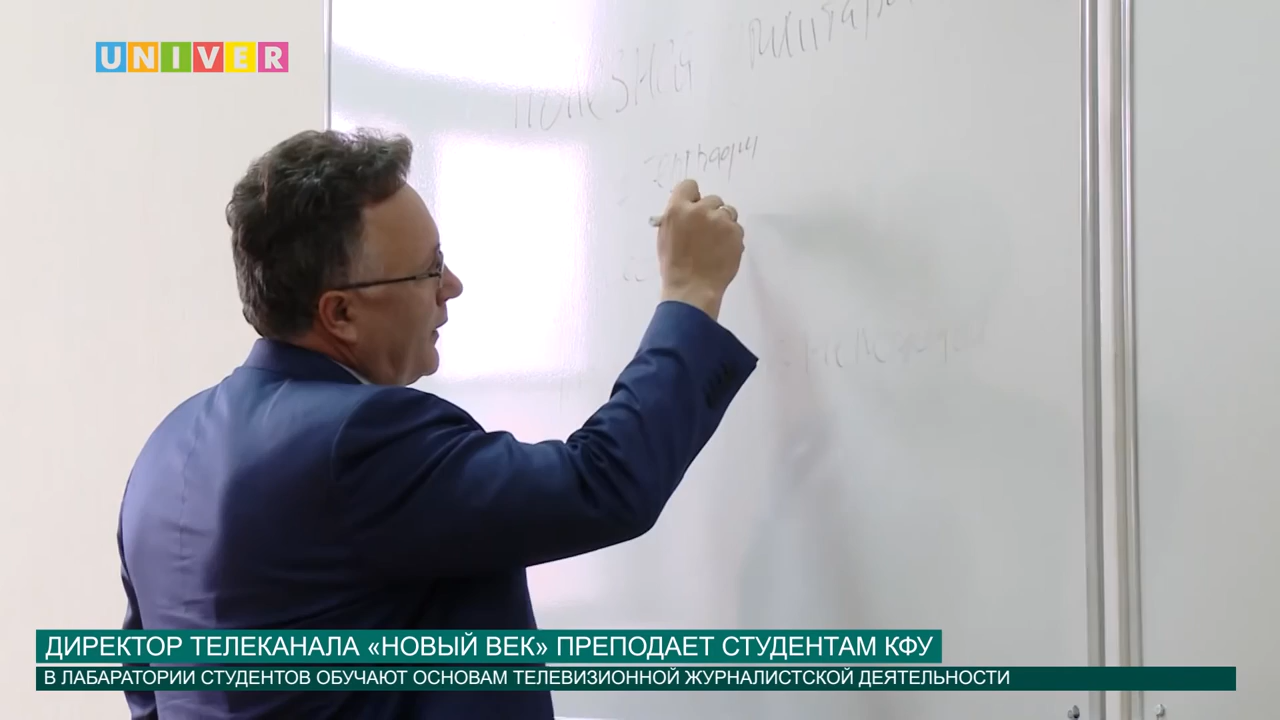 UNIVER
ДИРЕКТОР ТЕЛЕКАНАЛА «НОВЫЙ ВЕК» ПРЕПОДАЕТ СТУДЕНТАМ КФУ
В ЛАБАРАТОРИИ СТУДЕНТОВ ОБУЧАЮТ ОСНОВАМ ТЕЛЕВИЗИОННОЙ ЖУРНАЛИСТСКОЙ ДЕЯТЕЛЬНОСТИ